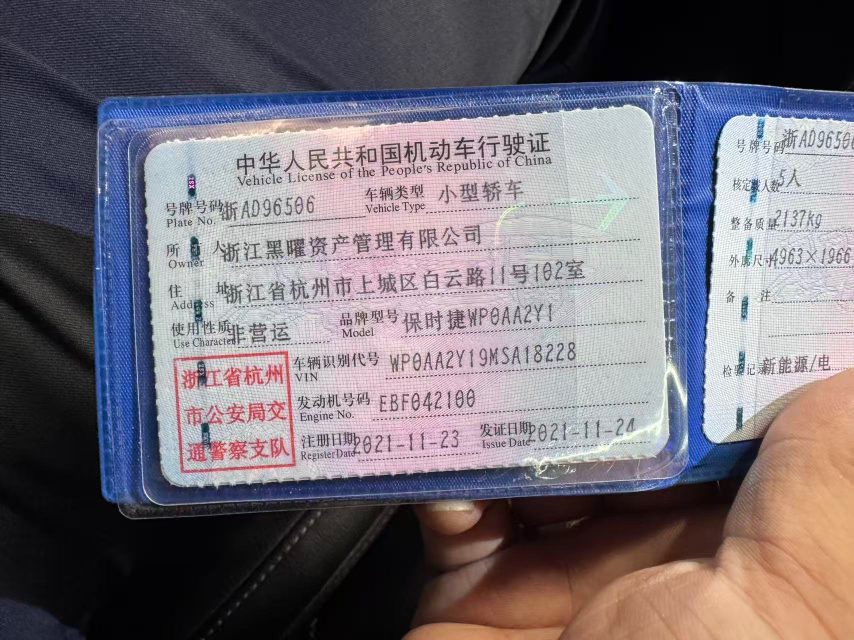 中华人民共和国机动车行驶证
Vehicle License of the People's Republic of China
号牌号码 浙AD96506 车辆类型 小型轿车
Plate No. Vehicle Type
所有人 浙江黑曜资产管理有限公司
Owner
住址 浙江省杭州市上城区白云路11号102室
Address
使用性质 非营运 品牌型号 保时捷WP0AA2Y1
Use Character Model
浙江省杭州
市公安局交
通警察支队
车辆识别代号 WP0AA2Y19MSA18228
VIN
发动机号码 EBF042100
Engine No.
注册日期 2021-11-23 发证日期 2021-11-24
Register Date Issue Date
号牌号码 浙AD96506
核定载人数 5人
整备质量 2137kg
外廓尺寸 4963×1966
备注
检验记 新能源/电